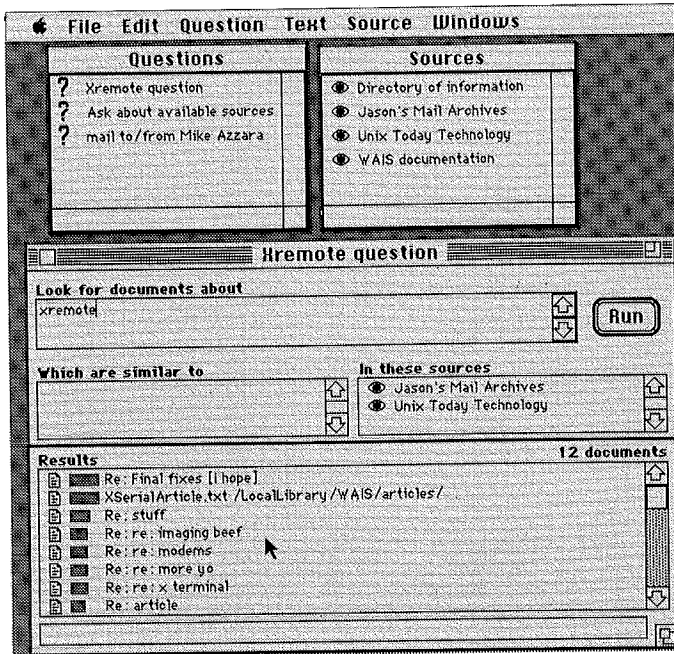 File Edit Question Text Source Windows
Questions
? Xremote question
? Ask about available sources
? mail to/from Mike Azzara
Sources
Directory of information
Jason's Mail Archives
Unix Today Technology
WAIS documentation
Xremote question
Look for documents about
xremote
Run
Which are similar to
In these sources
Jason's Mail Archives
Unix Today Technology
Results
12 documents
Re: Final fixes [I hope]
XSerialArticle.txt /LocalLibrary/WAIS/articles/
Re: stuff
Re: re: imaging beef
Re: re: modems
Re: re: more yo
Re: re: x terminal
Re: article